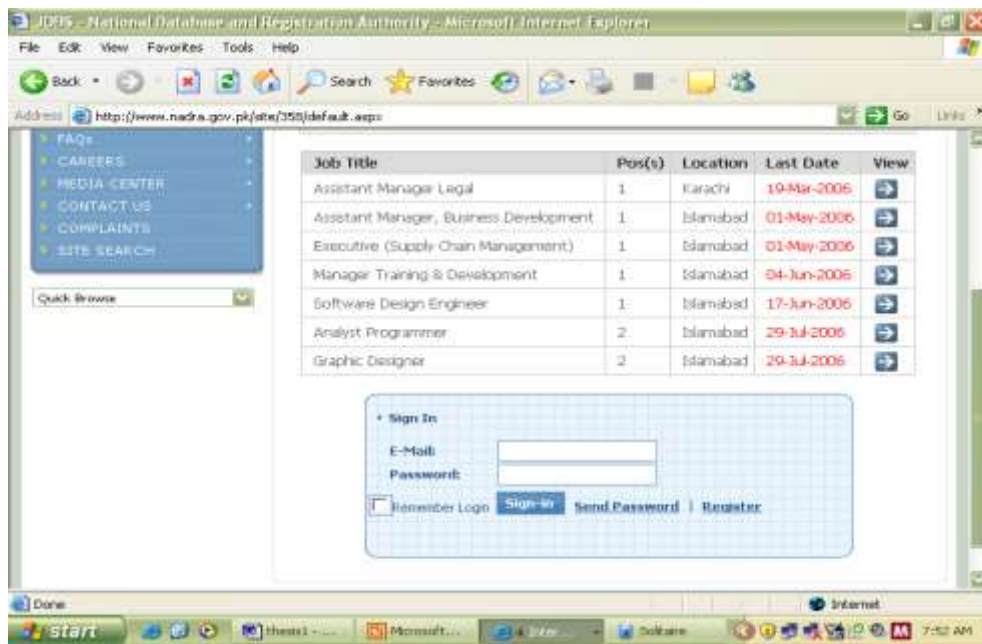 JOBS - National Database and Registration Authority - Microsoft Internet Explorer
File Edit View Favorites Tools Help
Back Search Favorites
Address http://www.nadra.gov.pk/site/355/default.aspx Go Links
FAQs
CAREERS
MEDIA CENTER
CONTACT US
COMPLAINTS
SITE SEARCH
Quick Browse
Job Title Pos(s) Location Last Date View
Assistant Manager Legal 1 Karachi 19-Mar-2006
Assistant Manager, Business Development 1 Islamabad 01-May-2006
Executive (Supply Chain Management) 1 Islamabad 01-May-2006
Manager Training & Development 1 Islamabad 04-Jun-2006
Software Design Engineer 1 Islamabad 17-Jun-2006
Analyst Programmer 2 Islamabad 29-Jul-2006
Graphic Designer 2 Islamabad 29-Jul-2006
Sign In
E-Mail:
Password:
Remember Login Sign-in Send Password | Register
Done Internet
start thesis1 - ... Microsoft... 4 Inter... Solitaire M 7:52 AM